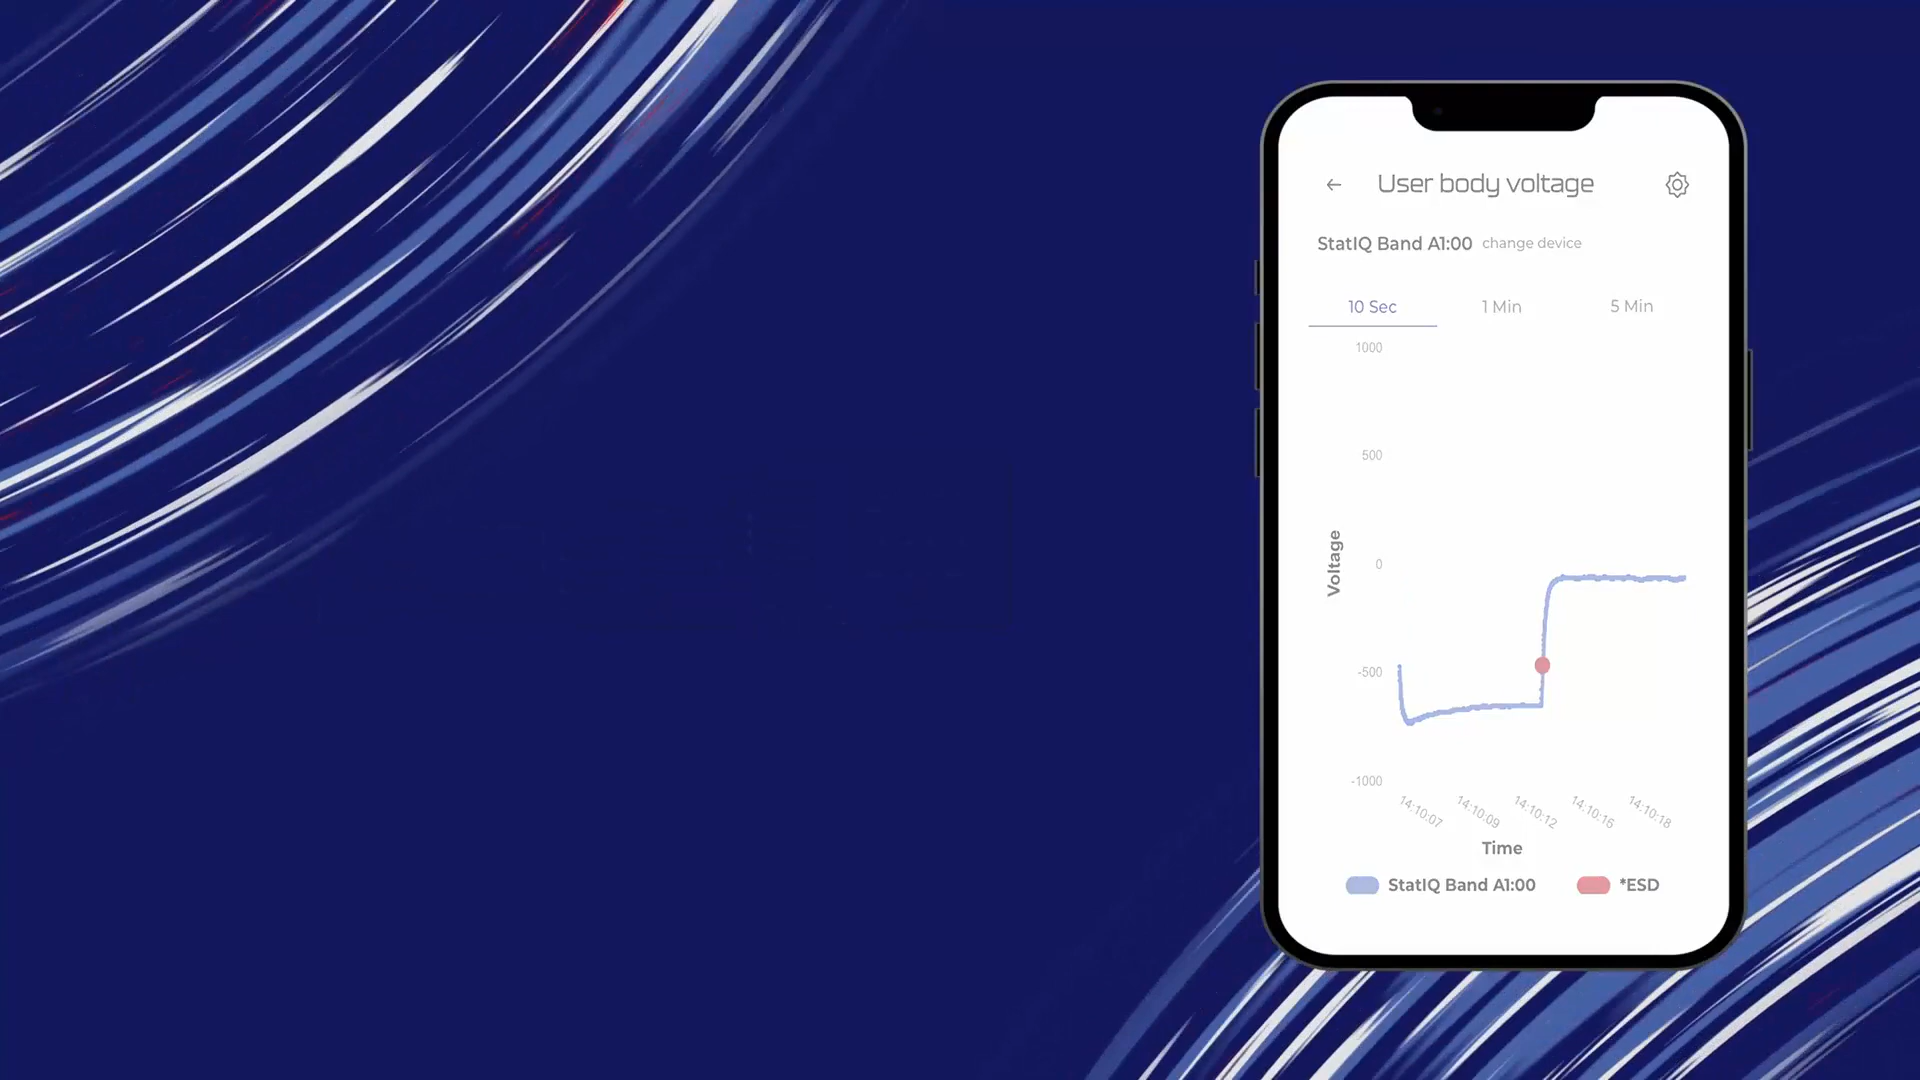 User body voltage
StatIQ Band A1:00 change device
10 Sec 1 Min 5 Min
1000
500
0
-500
-1000
Voltage
14:10:07 14:10:09 14:10:12 14:10:16 14:10:18
Time
StatIQ Band A1:00 *ESD